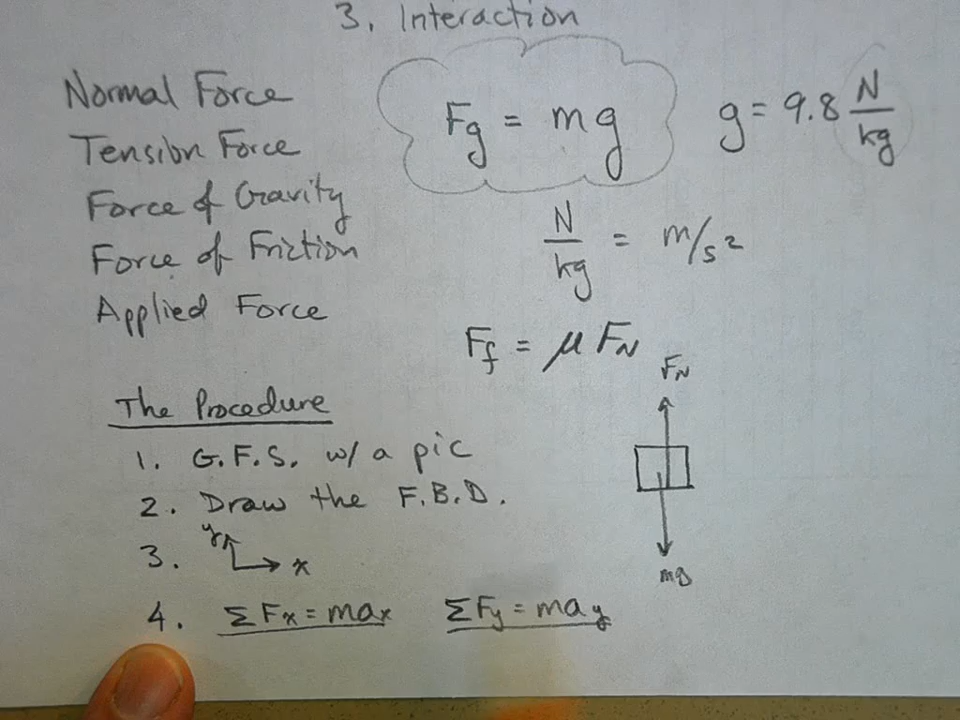 3. Interaction
Normal Force
Tension Force
Force of Gravity
Force of Friction
Applied Force
Fg = mg
g = 9.8 N/kg
N/kg = m/s²
Ff = μ FN
The Procedure
1. G.F.S. w/ a pic
2. Draw the F.B.D.
3. y x
4. ΣFx = max ΣFy = may
FN
mg